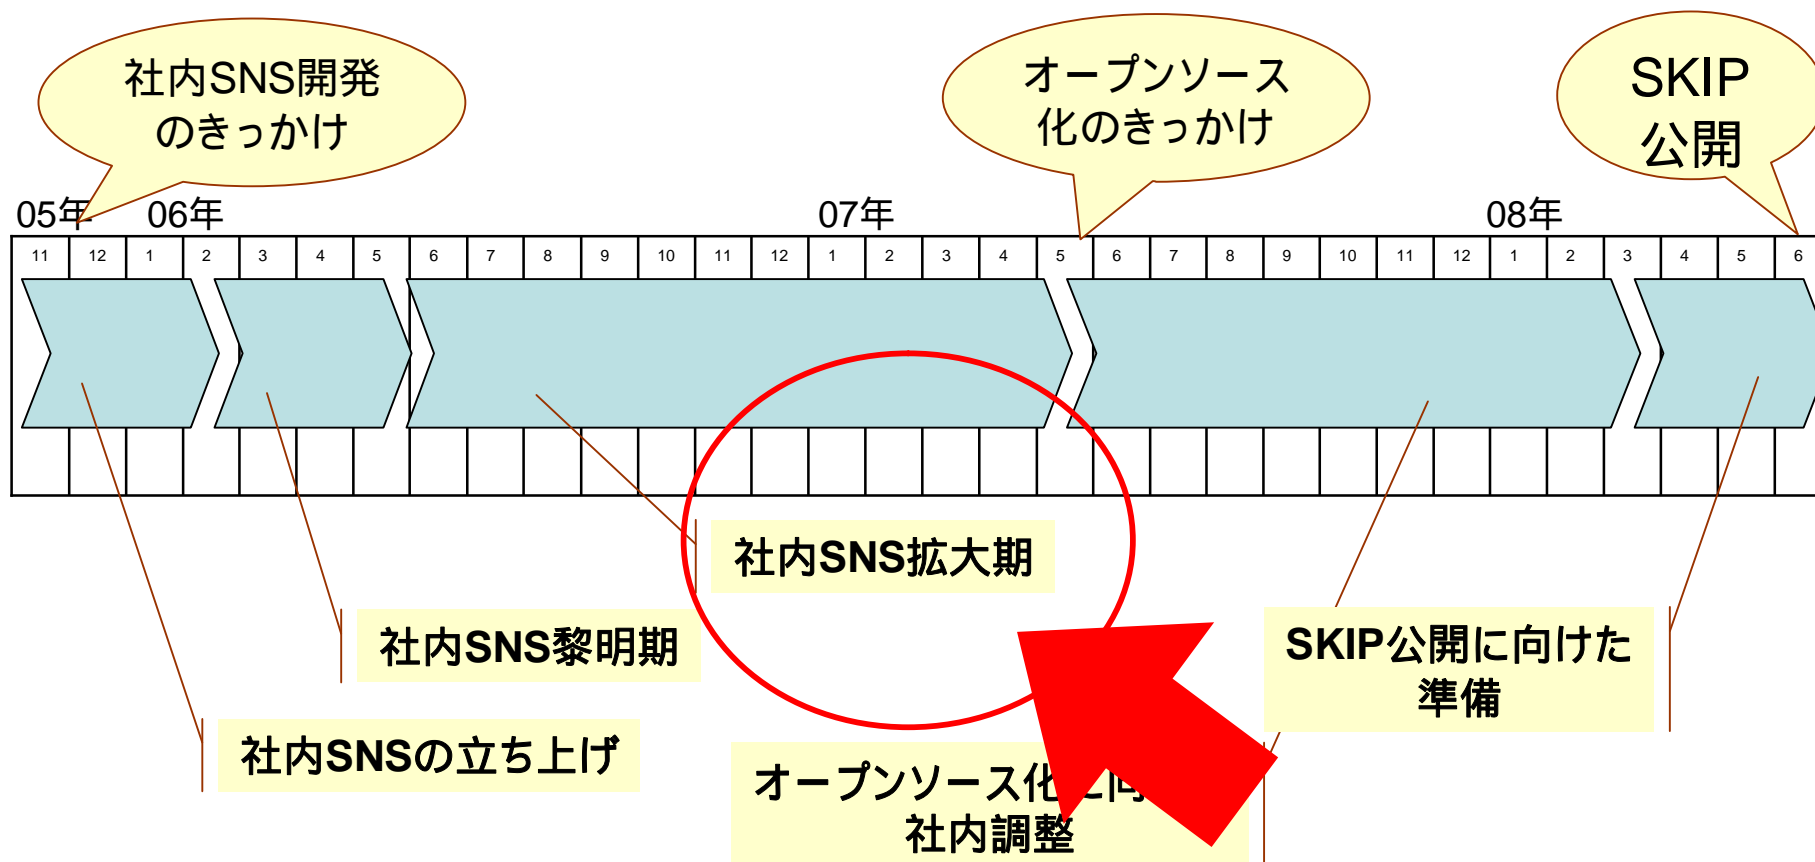 社内SNS開発
のきっかけ
オープンソース
化のきっかけ
SKIP
公開
05年 06年 07年 08年
11 12 1 2 3 4 5 6 7 8 9 10 11 12 1 2 3 4 5 6 7 8 9 10 11 12 1 2 3 4 5 6
社内SNS拡大期
社内SNS黎明期
SKIP公開に向けた
準備
社内SNSの立ち上げ
オープンソース化に向
社内調整